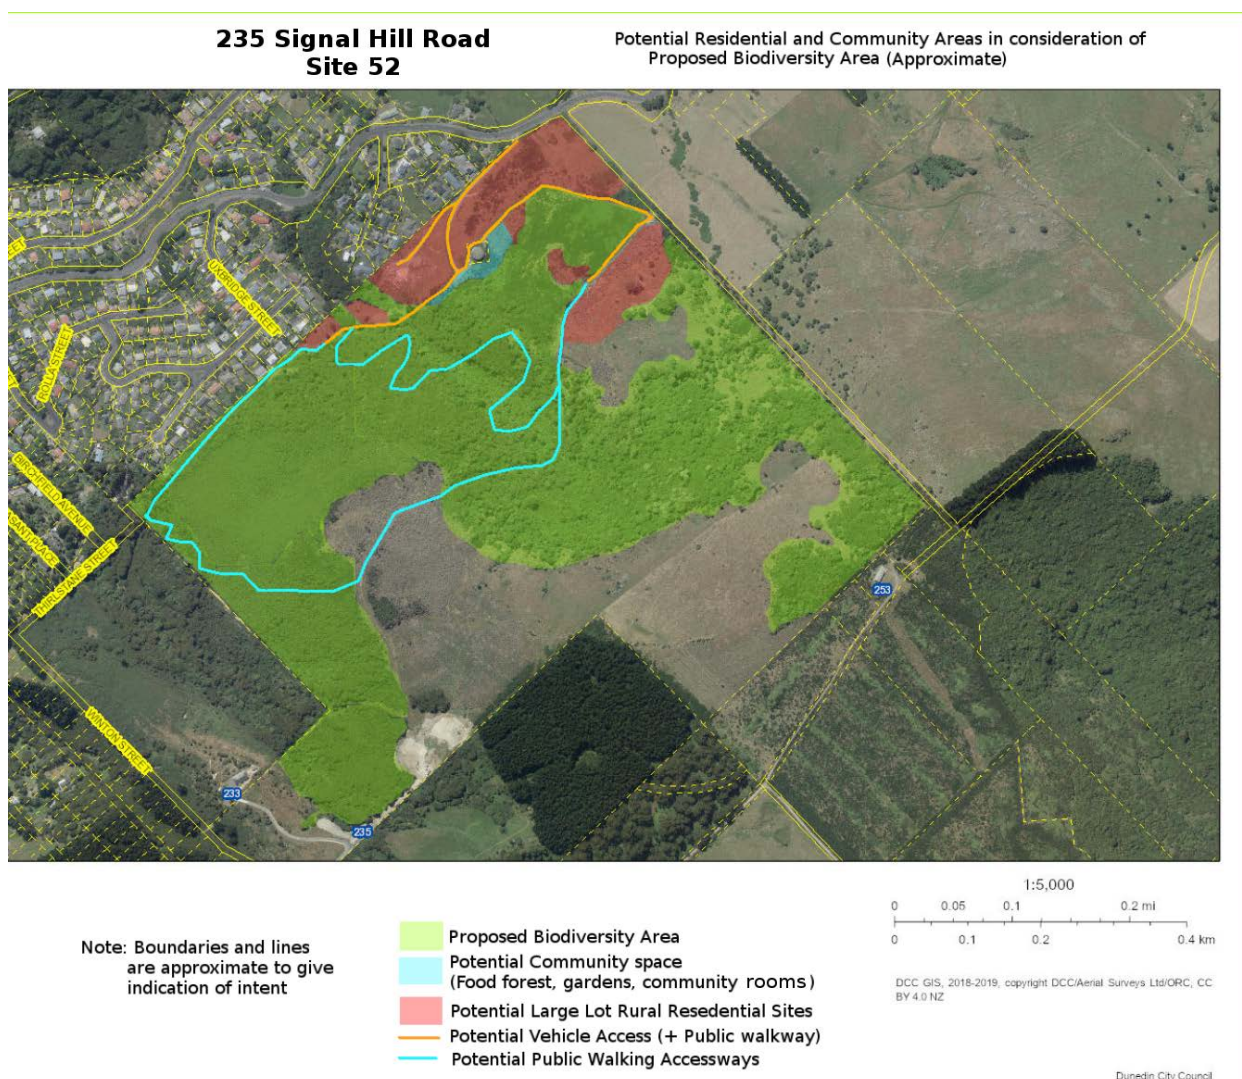 235 Signal Hill Road
Site 52
Potential Residential and Community Areas in consideration of
Proposed Biodiversity Area (Approximate)
UXBRIDGE STREET
ROLLA STREET
BIRCHFIELD AVENUE
THIRLSTANE STREET
WINTON STREET
253
233
235
Note: Boundaries and lines
are approximate to give
indication of intent
Proposed Biodiversity Area
Potential Community space
(Food forest, gardens, community rooms)
Potential Large Lot Rural Resedential Sites
Potential Vehicle Access (+ Public walkway)
Potential Public Walking Accessways
1:5,000
0 0.05 0.1 0.2 mi
0 0.1 0.2 0.4 km
DCC GIS, 2018-2019, copyright DCC/Aerial Surveys Ltd/ORC, CC
BY 4.0 NZ
Dunedin City Council